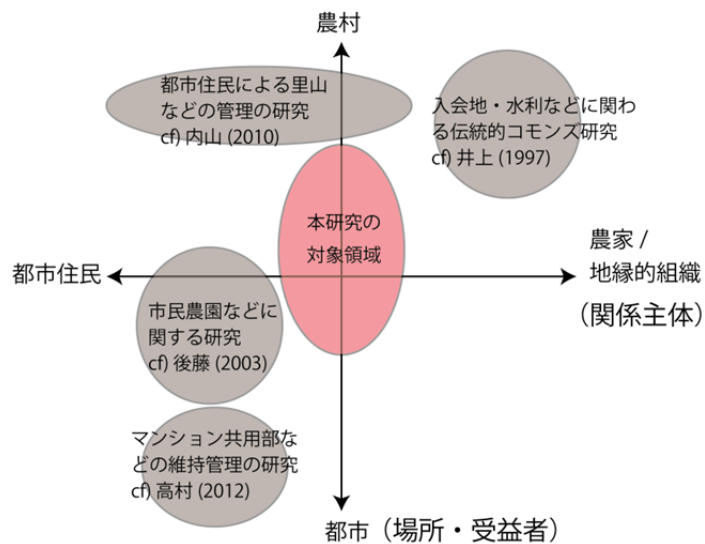 農村
都市住民による里山
などの管理の研究
cf) 内山 (2010)
入会地・水利などに関わ
る伝統的コモンズ研究
cf) 井上 (1997)
本研究の
対象領域
農家 /
地縁的組織
（関係主体）
都市住民
市民農園などに
関する研究
cf) 後藤 (2003)
マンション共用部な
どの維持管理の研究
cf) 高村 (2012)
都市（場所・受益者）